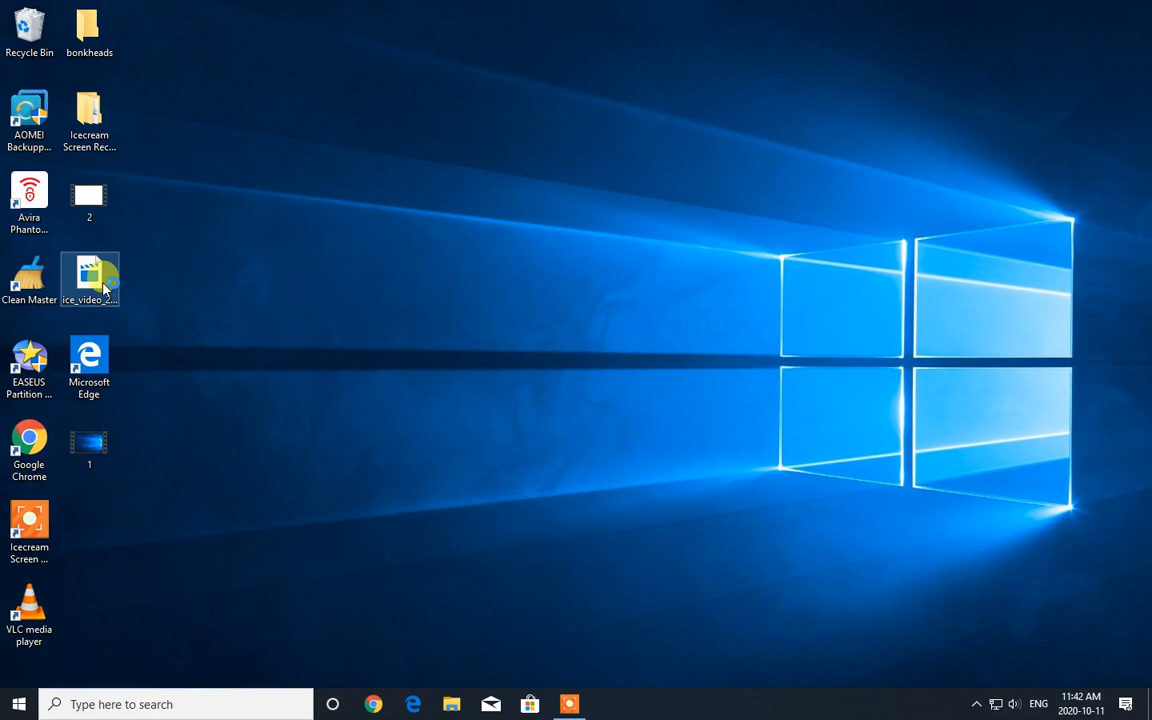 Recycle Bin
bonkheads
AOMEI
Backupp...
Icecream
Screen Rec...
Avira
Phanto...
2
Clean Master
ice_video_2...
EASEUS
Partition ...
Microsoft
Edge
Google
Chrome
1
Icecream
Screen ...
VLC media
player
Type here to search
ENG
11:42 AM
2020-10-11